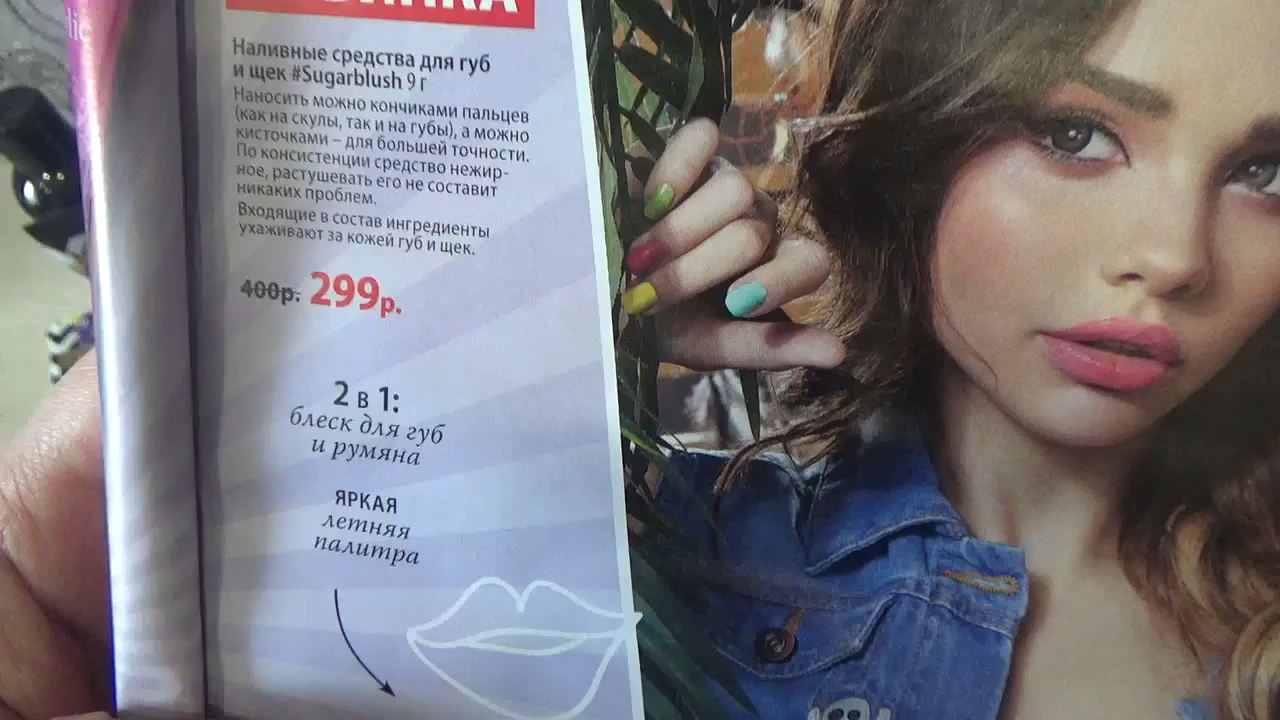 Наливные средства для губ
и щек #Sugarblush 9 г
Наносить можно кончиками пальцев
(как на скулы, так и на губы), а можно
кисточками – для большей точности.
По консистенции средство нежир-
ное, растушевать его не составит
никаких проблем.
Входящие в состав ингредиенты
ухаживают за кожей губ и щек.
400р. 299р.
2 в 1:
блеск для губ
и румяна
ЯРКАЯ
летняя
палитра